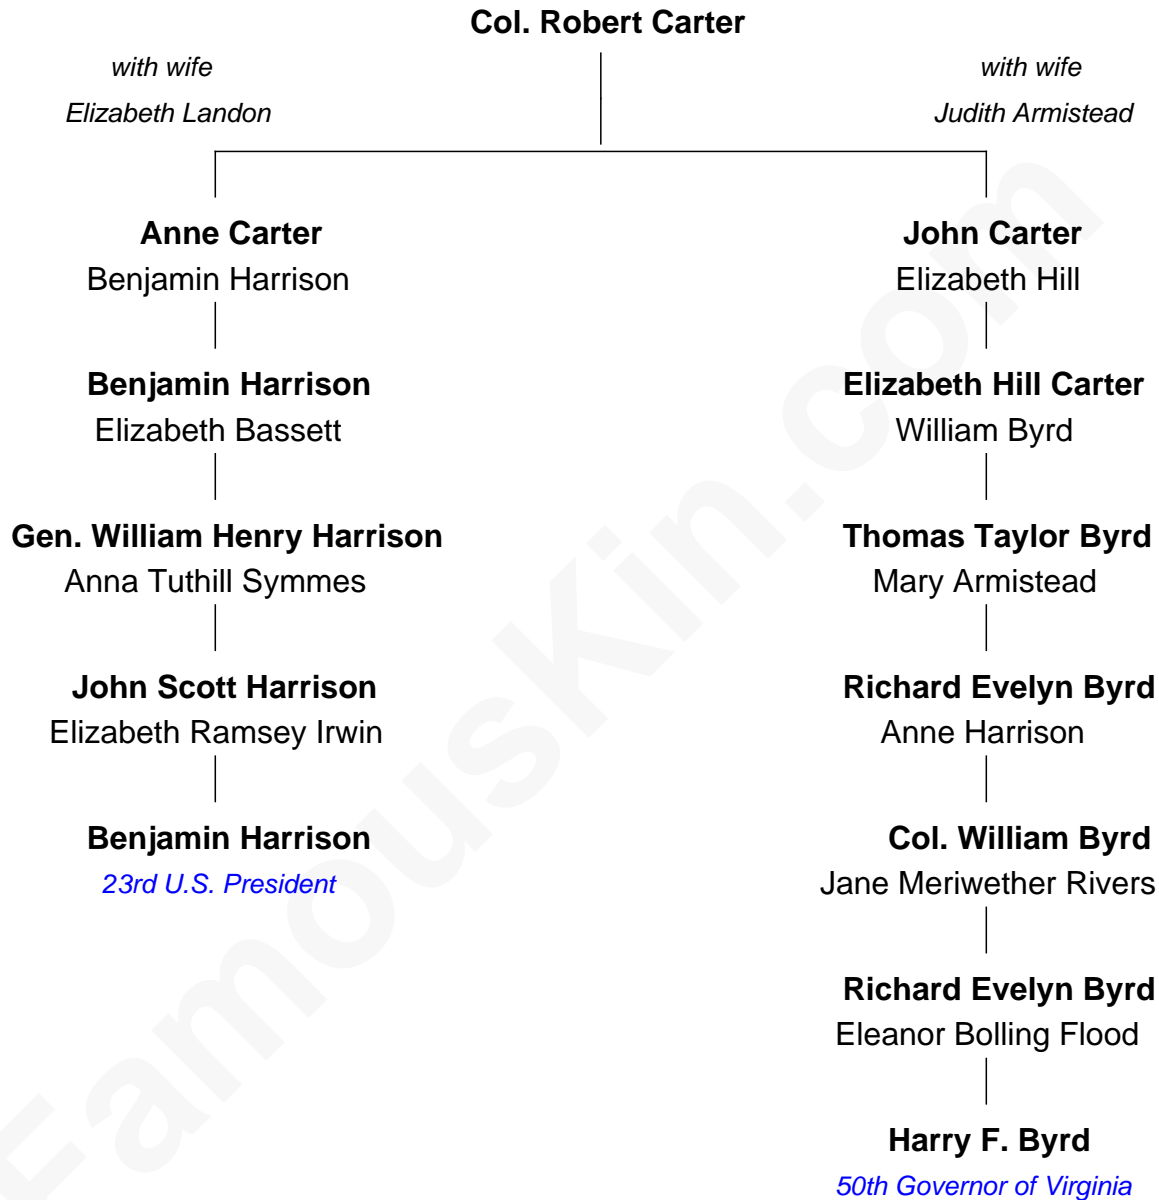 Col. Robert Carter
with wife
Elizabeth Landon
with wife
Judith Armistead
Anne Carter
Benjamin Harrison
John Carter
Elizabeth Hill
Benjamin Harrison
Elizabeth Bassett
Elizabeth Hill Carter
William Byrd
Gen. William Henry Harrison
Anna Tuthill Symmes
Thomas Taylor Byrd
Mary Armistead
John Scott Harrison
Elizabeth Ramsey Irwin
Richard Evelyn Byrd
Anne Harrison
Benjamin Harrison
23rd U.S. President
Col. William Byrd
Jane Meriwether Rivers
Richard Evelyn Byrd
Eleanor Bolling Flood
Harry F. Byrd
50th Governor of Virginia
FamousKin.com